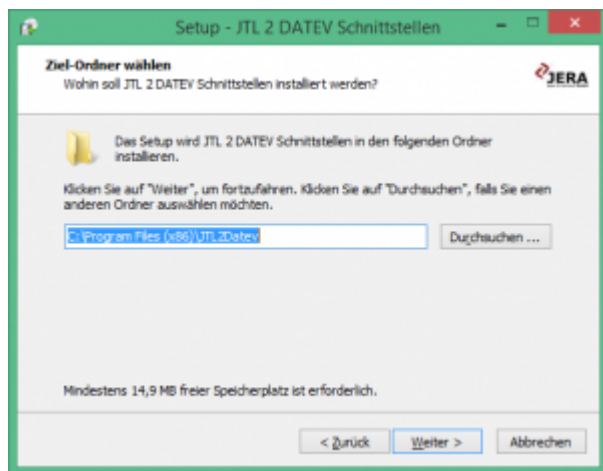 Setup - JTL 2 DATEV Schnittstellen
Ziel-Ordner wählen
Wohin soll JTL 2 DATEV Schnittstellen installiert werden?
JERA
Das Setup wird JTL 2 DATEV Schnittstellen in den folgenden Ordner
installieren.
Klicken Sie auf "Weiter", um fortzufahren. Klicken Sie auf "Durchsuchen", falls Sie einen
anderen Ordner auswählen möchten.
C:\Program Files (x86)\JTL2Datev
Durchsuchen ...
Mindestens 14,9 MB freier Speicherplatz ist erforderlich.
< Zurück
Weiter >
Abbrechen